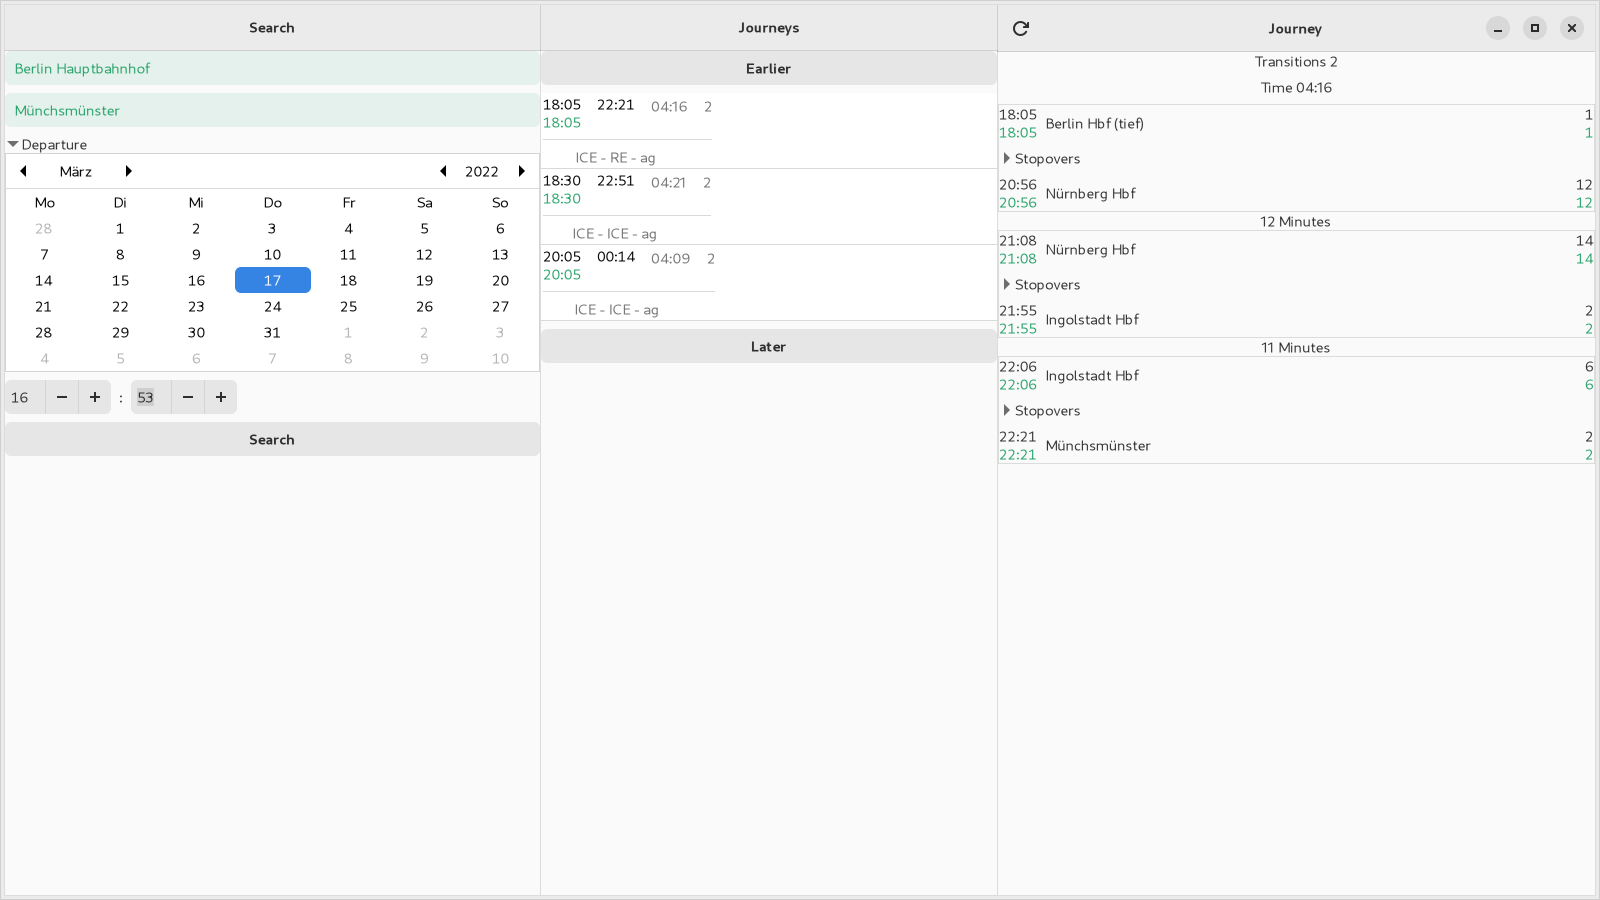 Search
Berlin Hauptbahnhof
Münchsmünster
Departure
März 2022
Mo Di Mi Do Fr Sa So
28 1 2 3 4 5 6
7 8 9 10 11 12 13
14 15 16 17 18 19 20
21 22 23 24 25 26 27
28 29 30 31 1 2 3
4 5 6 7 8 9 10
16 − + : 53 − +
Search
Journeys
Earlier
18:05 22:21 04:16 2
18:05
ICE - RE - ag
18:30 22:51 04:21 2
18:30
ICE - ICE - ag
20:05 00:14 04:09 2
20:05
ICE - ICE - ag
Later
Journey
Transitions 2
Time 04:16
18:05 Berlin Hbf (tief) 1
18:05 1
Stopovers
20:56 Nürnberg Hbf 12
20:56 12
12 Minutes
21:08 Nürnberg Hbf 14
21:08 14
Stopovers
21:55 Ingolstadt Hbf 2
21:55 2
11 Minutes
22:06 Ingolstadt Hbf 6
22:06 6
Stopovers
22:21 Münchsmünster 2
22:21 2